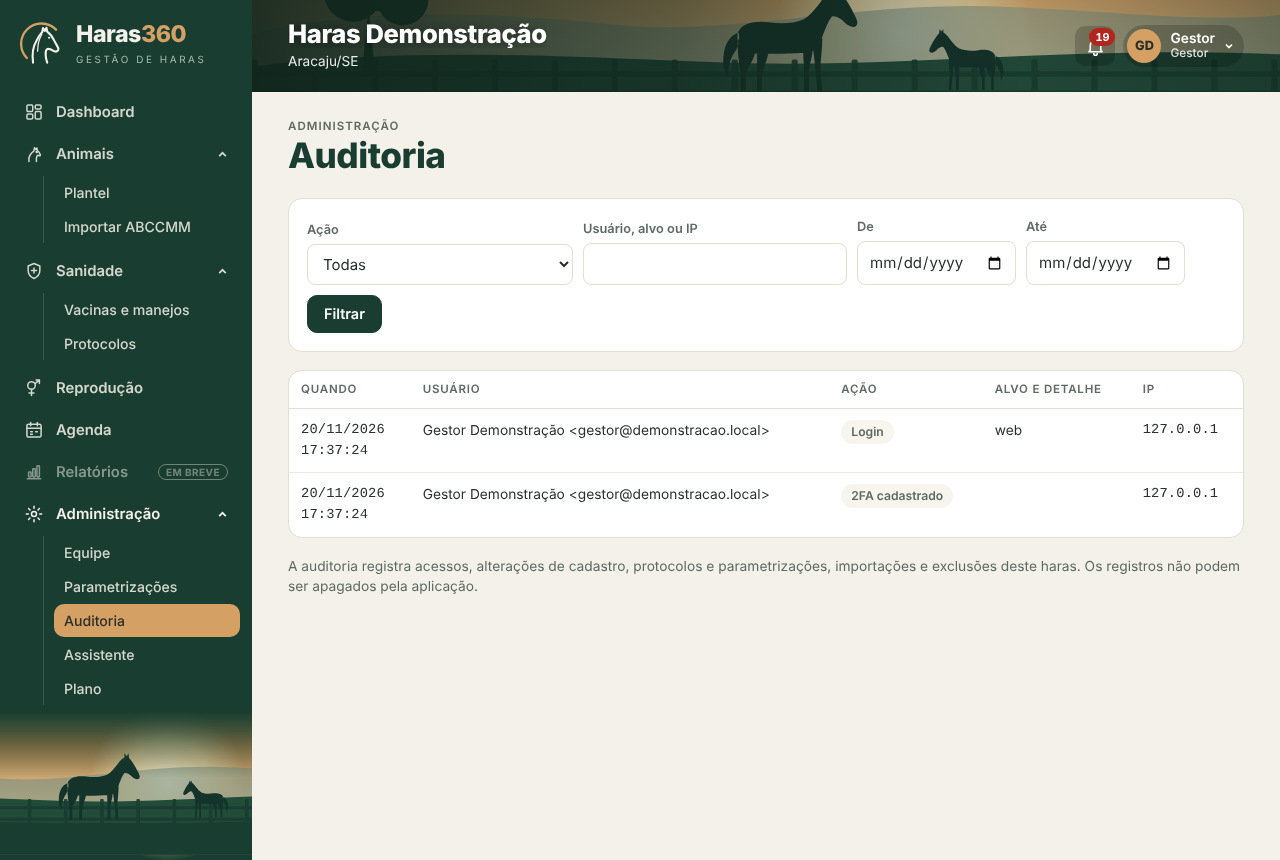 Haras360
GESTÃO DE HARAS
Dashboard
Animais
Plantel
Importar ABCCMM
Sanidade
Vacinas e manejos
Protocolos
Reprodução
Agenda
Relatórios EM BREVE
Administração
Equipe
Parametrizações
Auditoria
Assistente
Plano
Haras Demonstração
Aracaju/SE
19
GD
Gestor
Gestor
ADMINISTRAÇÃO
Auditoria
Ação Usuário, alvo ou IP De Até
Todas mm/dd/yyyy mm/dd/yyyy
Filtrar
QUANDO USUÁRIO AÇÃO ALVO E DETALHE IP
20/11/2026 Gestor Demonstração <gestor@demonstracao.local> Login web 127.0.0.1
17:37:24
20/11/2026 Gestor Demonstração <gestor@demonstracao.local> 2FA cadastrado 127.0.0.1
17:37:24
A auditoria registra acessos, alterações de cadastro, protocolos e parametrizações, importações e exclusões deste haras. Os registros não podem
ser apagados pela aplicação.